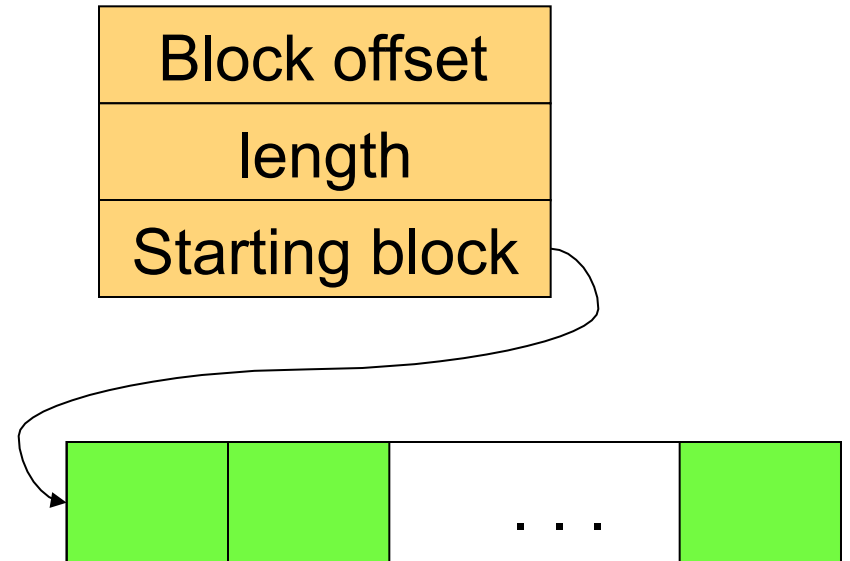 Block offset
length
Starting block
. . .